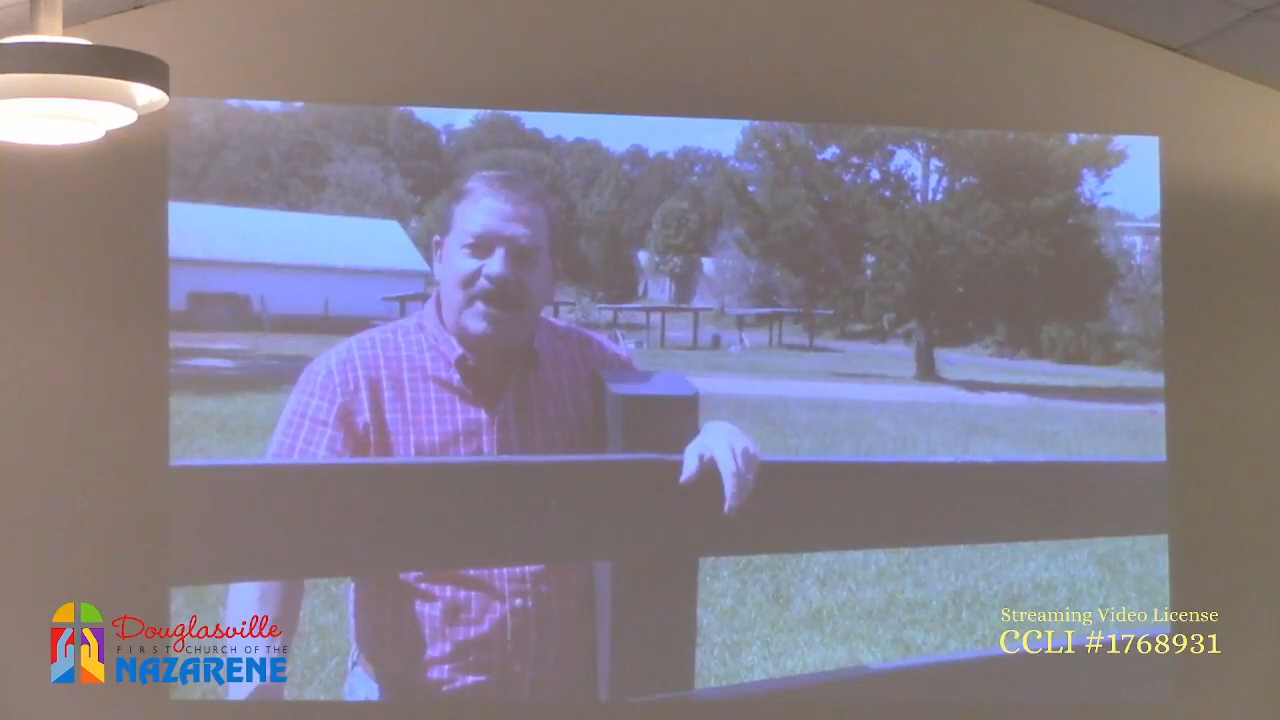 Douglasville
FIRST CHURCH OF THE
NAZARENE
Streaming Video License
CCLI #1768931